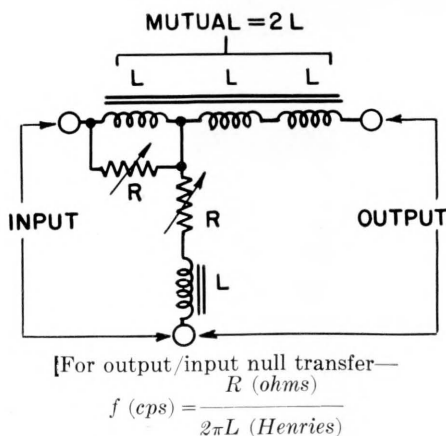 MUTUAL = 2 L
L L L
R
R
INPUT
OUTPUT
L
[For output/input null transfer—
f (cps) = R (ohms)
2πL (Henries)